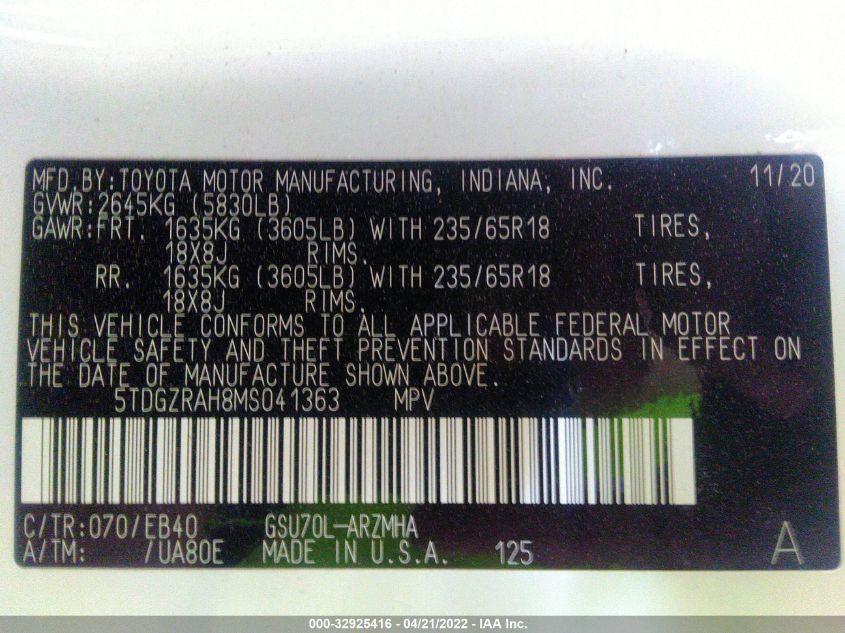 MFD.BY:TOYOTA MOTOR MANUFACTURING, INDIANA, INC. 11/20
GVWR:2645KG (5830LB)
GAWR:FRT. 1635KG (3605LB) WITH 235/65R18 TIRES,
18X8J RIMS.
RR. 1635KG (3605LB) WITH 235/65R18 TIRES,
18X8J RIMS.
THIS VEHICLE CONFORMS TO ALL APPLICABLE FEDERAL MOTOR
VEHICLE SAFETY AND THEFT PREVENTION STANDARDS IN EFFECT ON
THE DATE OF MANUFACTURE SHOWN ABOVE.
5TDGZRAH8MS041363 MPV
C/TR:070/EB40 GSU70L-ARZMHA
A/TM: /UA80E MADE IN U.S.A. 125 A
000-32925416 - 04/21/2022 - IAA Inc.